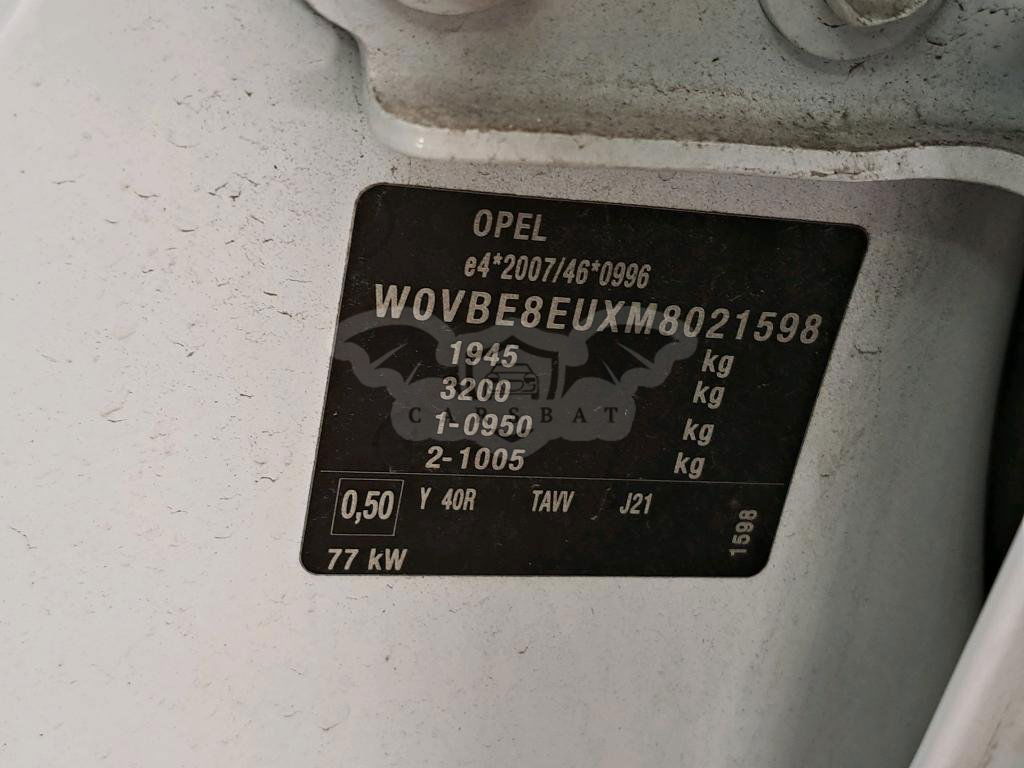 OPEL
e4*2007/46*0996
W0VBE8EUXM8021598
1945 kg
3200 kg
CARSBAT
1-0950 kg
2-1005 kg
0,50 Y 40R TAVV J21
1598
77 kW